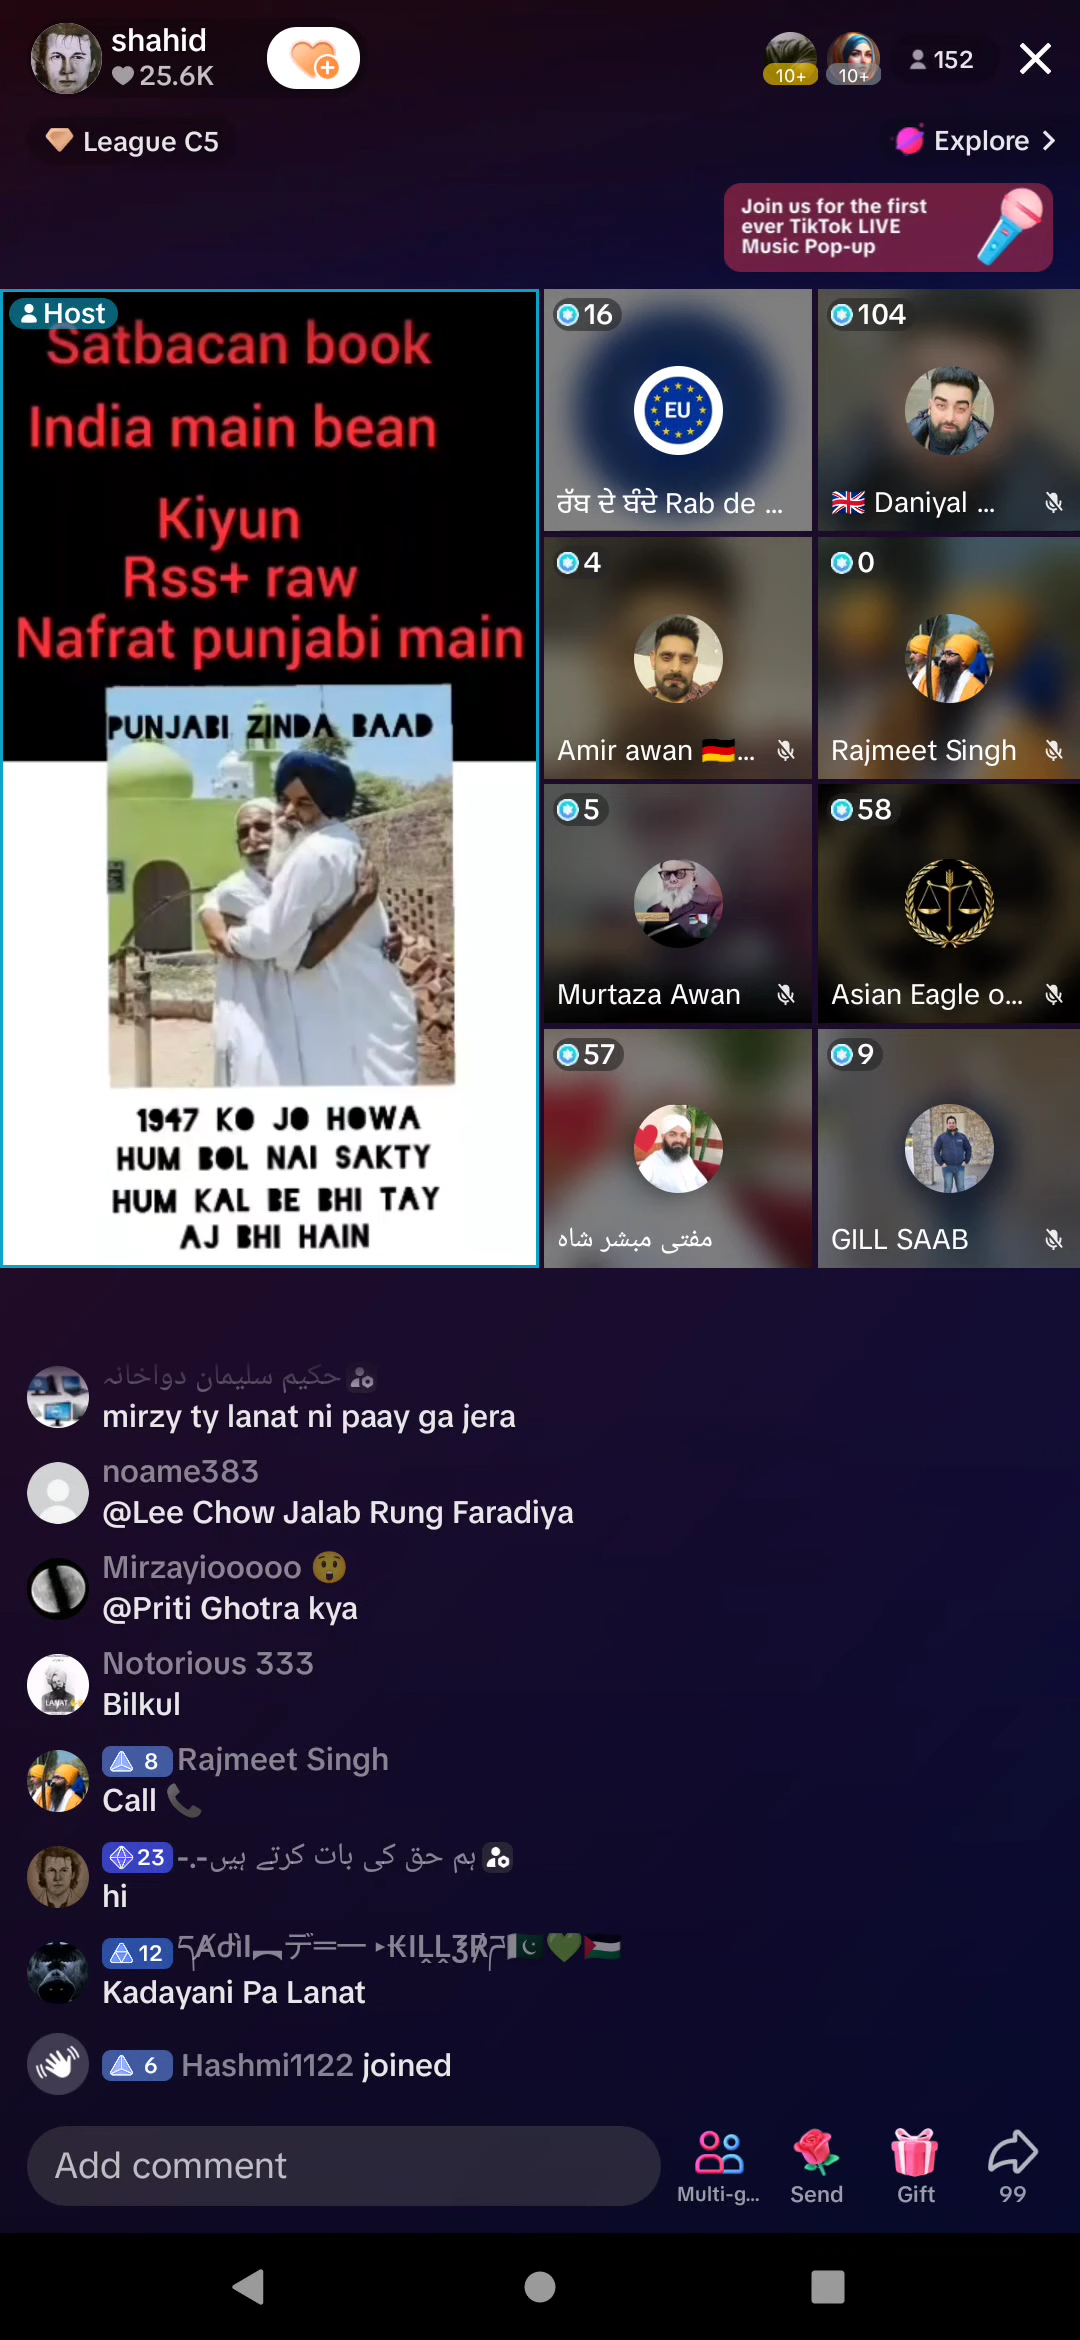 shahid
25.6K
10+
10+
152
League C5
Explore
Join us for the first
ever TikTok LIVE
Music Pop-up
Host
Satbacan book
India main bean
Kiyun
Rss+ raw
Nafrat punjabi main
PUNJABI ZINDA BAAD
1947 KO JO HOWA
HUM BOL NAI SAKTY
HUM KAL BE BHI TAY
AJ BHI HAIN
16
EU
ਰੱਬ ਦੇ ਬੰਦੇ Rab de ...
104
🇬🇧 Daniyal ...
4
Amir awan 🇩🇪...
0
Rajmeet Singh
5
Murtaza Awan
58
Asian Eagle o...
57
مفتی مبشر شاہ
9
GILL SAAB
حکیم سلیمان دواخانہ
mirzy ty lanat ni paay ga jera
noame383
@Lee Chow Jalab Rung Faradiya
Mirzayiooooo 😲
@Priti Ghotra kya
Notorious 333
Bilkul
8 Rajmeet Singh
Call 📞
23 -.-ہم حق کی بات کرتے ہیں
hi
12
Kadayani Pa Lanat
6 Hashmi1122 joined
Add comment
Multi-g...
Send
Gift
99